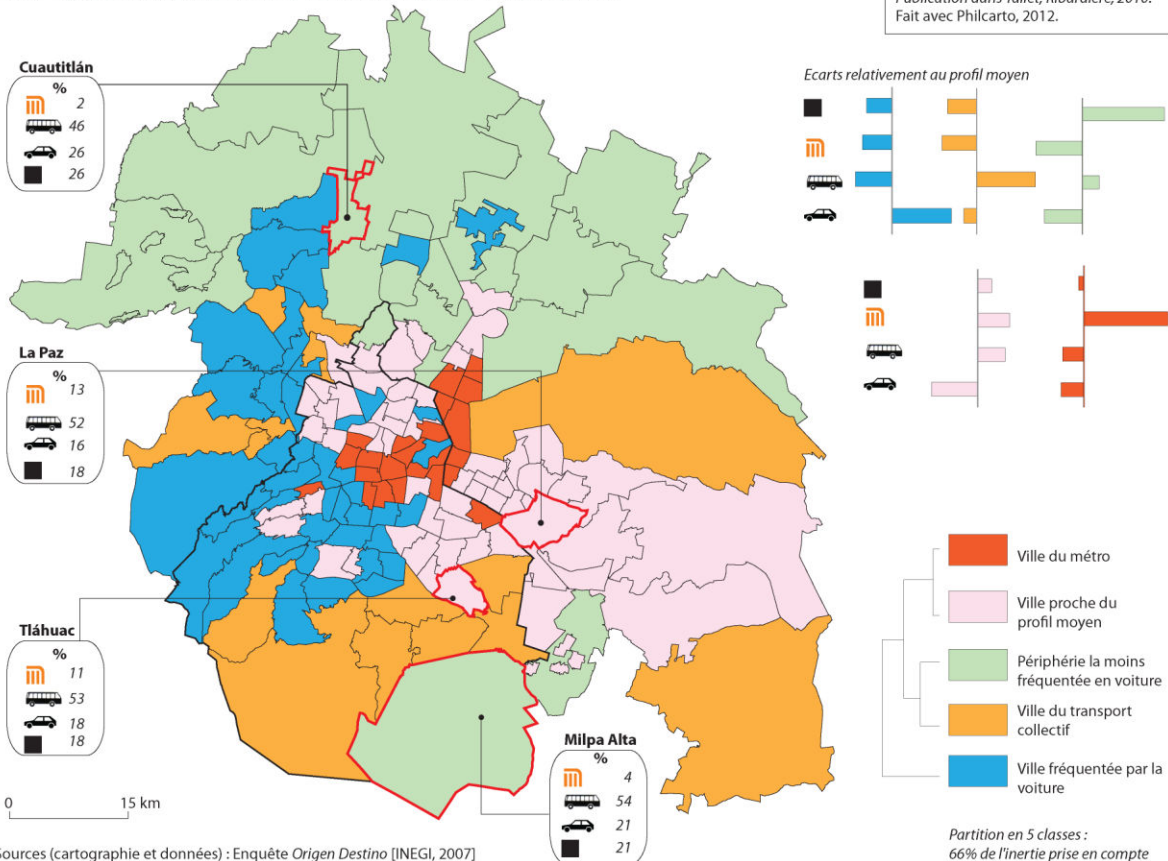 Publication dans Tallet, Ribardière, 2010.
Fait avec Philcarto, 2012.
Cuautitlán
%
2
46
26
26
Ecarts relativement au profil moyen
La Paz
%
13
52
16
18
Tláhuac
%
11
53
18
18
Milpa Alta
%
4
54
21
21
Ville du métro
Ville proche du
profil moyen
Périphérie la moins
fréquentée en voiture
Ville du transport
collectif
Ville fréquentée par la
voiture
0 15 km
Partition en 5 classes :
66% de l'inertie prise en compte
Sources (cartographie et données) : Enquête Origen Destino [INEGI, 2007]